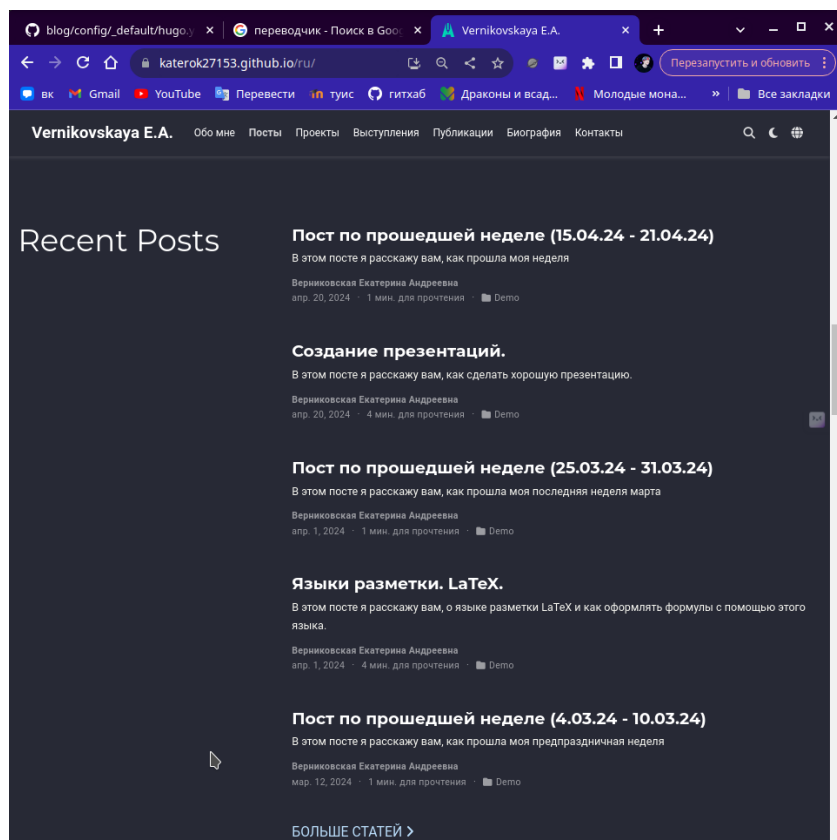 blog/config/_default/hugo.y
переводчик - Поиск в Goog
Vernikovskaya E.A.
katerok27153.github.io/ru/
Перезапустить и обновить
вк Gmail YouTube Перевести туис гитхаб Драконы и всад... Молодые мона... » Все закладки
Vernikovskaya E.A. Обо мне Посты Проекты Выступления Публикации Биография Контакты
Recent Posts
Пост по прошедшей неделе (15.04.24 - 21.04.24)
В этом посте я расскажу вам, как прошла моя неделя
Верниковская Екатерина Андреевна
апр. 20, 2024 · 1 мин. для прочтения · Demo
Создание презентаций.
В этом посте я расскажу вам, как сделать хорошую презентацию.
Верниковская Екатерина Андреевна
апр. 20, 2024 · 4 мин. для прочтения · Demo
Пост по прошедшей неделе (25.03.24 - 31.03.24)
В этом посте я расскажу вам, как прошла моя последняя неделя марта
Верниковская Екатерина Андреевна
апр. 1, 2024 · 1 мин. для прочтения · Demo
Языки разметки. LaTeX.
В этом посте я расскажу вам, о языке разметки LaTeX и как оформлять формулы с помощью этого
языка.
Верниковская Екатерина Андреевна
апр. 1, 2024 · 4 мин. для прочтения · Demo
Пост по прошедшей неделе (4.03.24 - 10.03.24)
В этом посте я расскажу вам, как прошла моя предпраздничная неделя
Верниковская Екатерина Андреевна
мар. 12, 2024 · 1 мин. для прочтения · Demo
БОЛЬШЕ СТАТЕЙ >